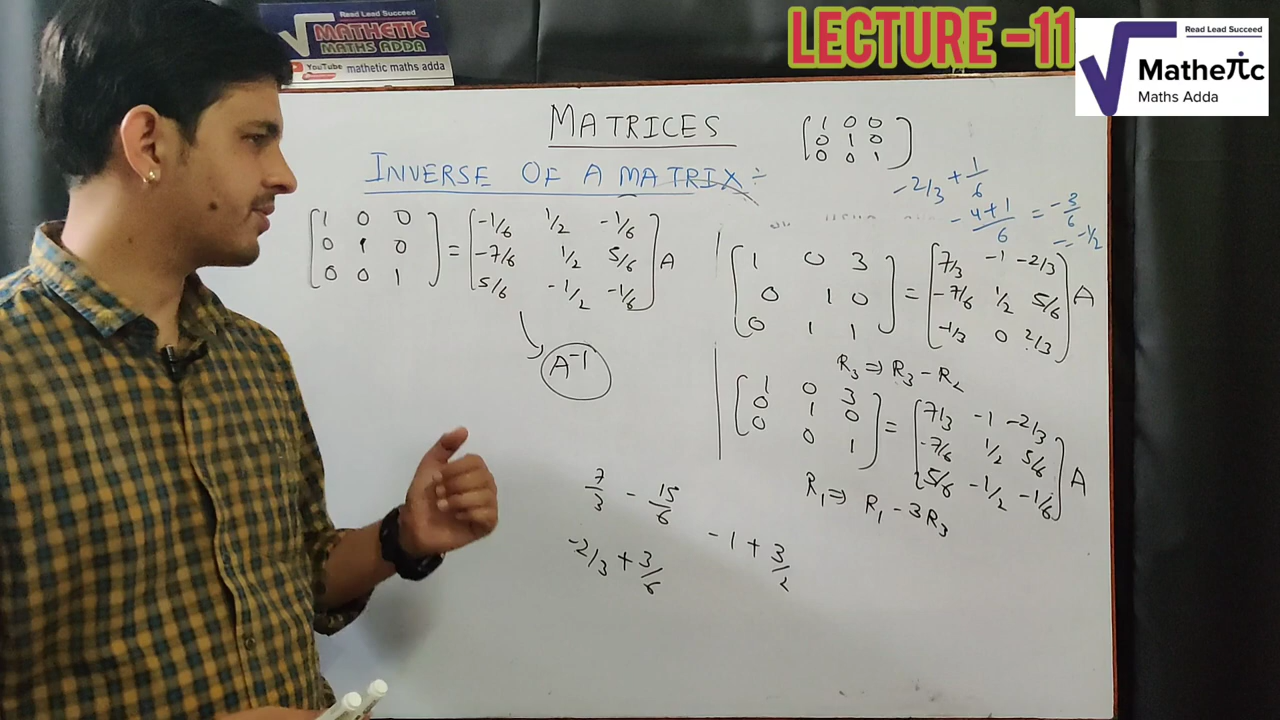 LECTURE -11
Read Lead Succeed
Mathetic
Maths Adda
Read Lead Succeed
MATHETIC
MATHS ADDA
YouTube mathetic maths adda
MATRICES
INVERSE OF A MATRIX ÷
[1 0 0
0 1 0
0 0 1]
-2/3 + 1/6
-4+1/6 = -3/6
= -1/2
[1 0 0
0 1 0
0 0 1] = [-1/6 1/2 -1/6
-7/6 1/2 5/6
5/6 -1/2 -1/6] A
A⁻¹
[1 0 3
0 1 0
0 1 1] = [7/3 -1 -2/3
-7/6 1/2 5/6
-1/3 0 2/3] A
R₃ ⇒ R₃ - R₂
[1 0 3
0 1 0
0 0 1] = [7/3 -1 -2/3
-7/6 1/2 5/6
5/6 -1/2 -1/6] A
R₁ ⇒ R₁ - 3R₃
7/3 - 15/6
-2/3 + 3/6
-1 + 3/2